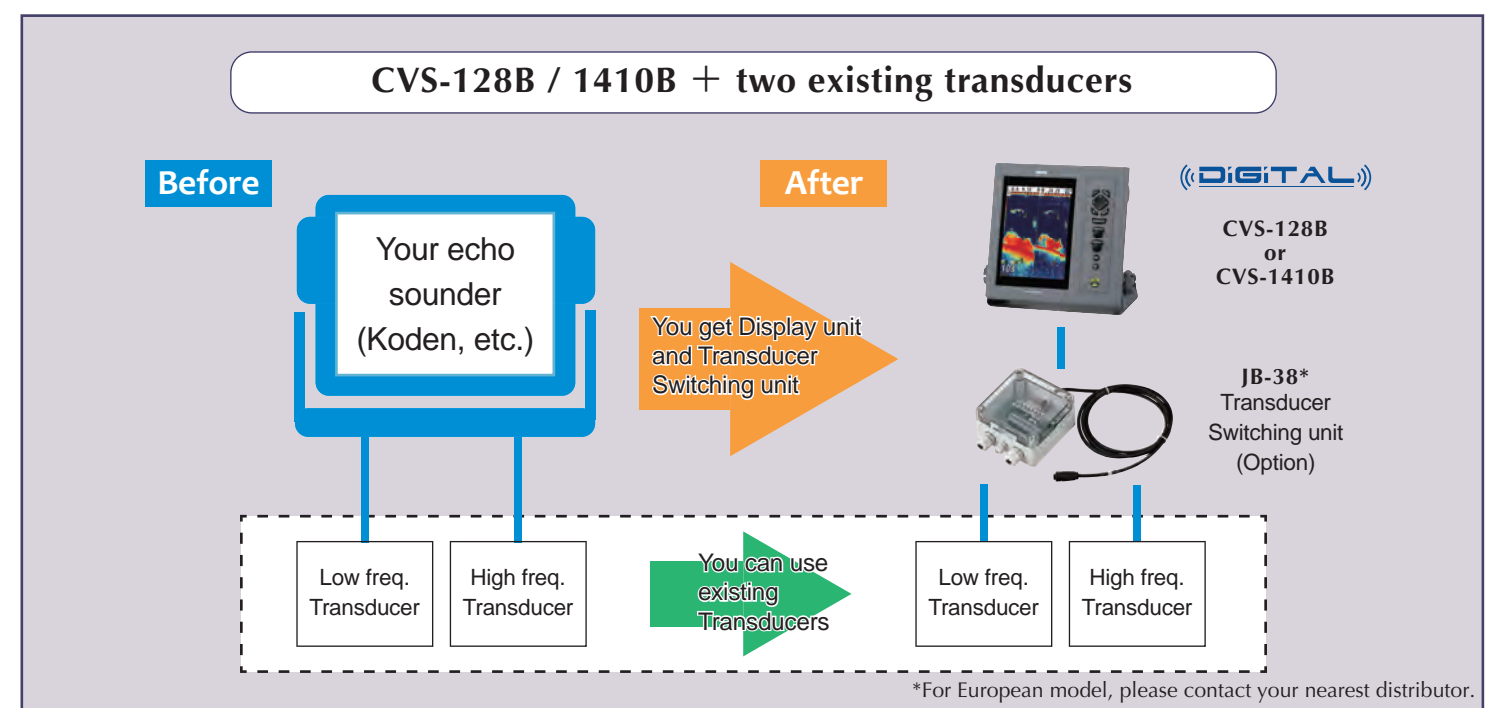 CVS-128B / 1410B + two existing transducers
Before
Your echo
sounder
(Koden, etc.)
You get Display unit
and Transducer
Switching unit
After
DiGiTAL
CVS-128B
or
CVS-1410B
JB-38*
Transducer
Switching unit
(Option)
Low freq.
Transducer
High freq.
Transducer
You can use
existing
Transducers
Low freq.
Transducer
High freq.
Transducer
*For European model, please contact your nearest distributor.